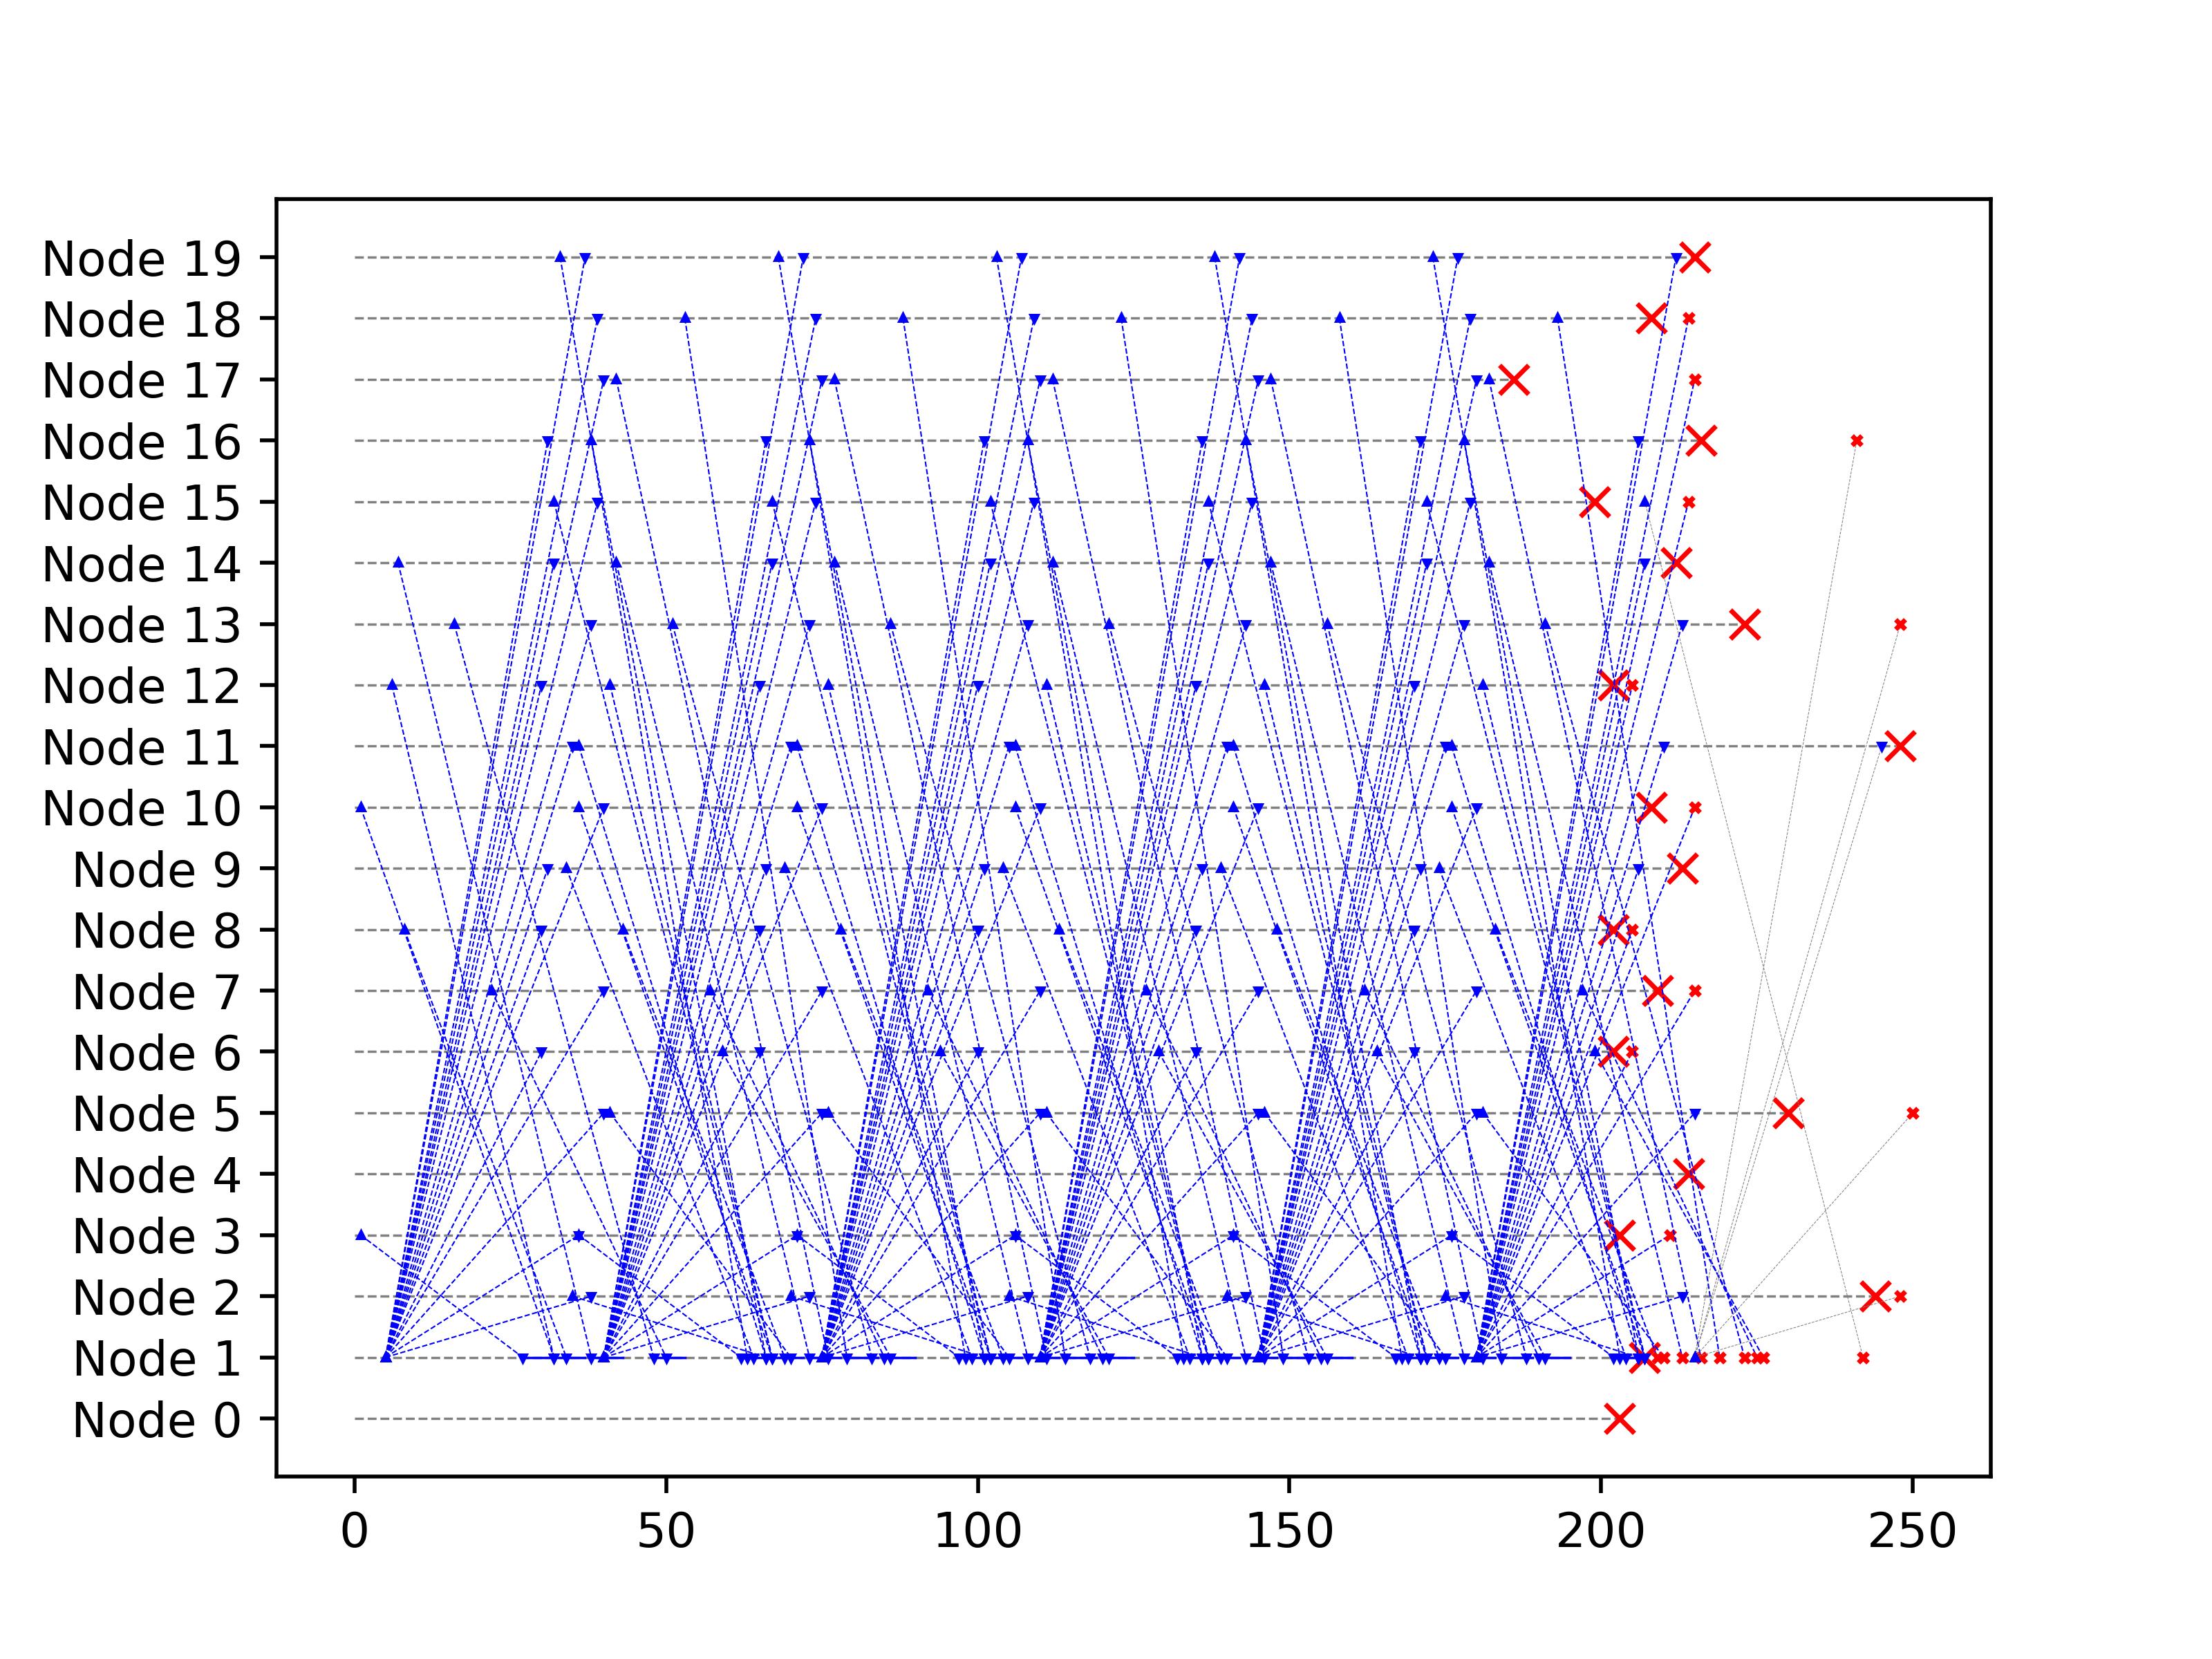 Node 19
Node 18
Node 17
Node 16
Node 15
Node 14
Node 13
Node 12
Node 11
Node 10
Node 9
Node 8
Node 7
Node 6
Node 5
Node 4
Node 3
Node 2
Node 1
Node 0
0 50 100 150 200 250